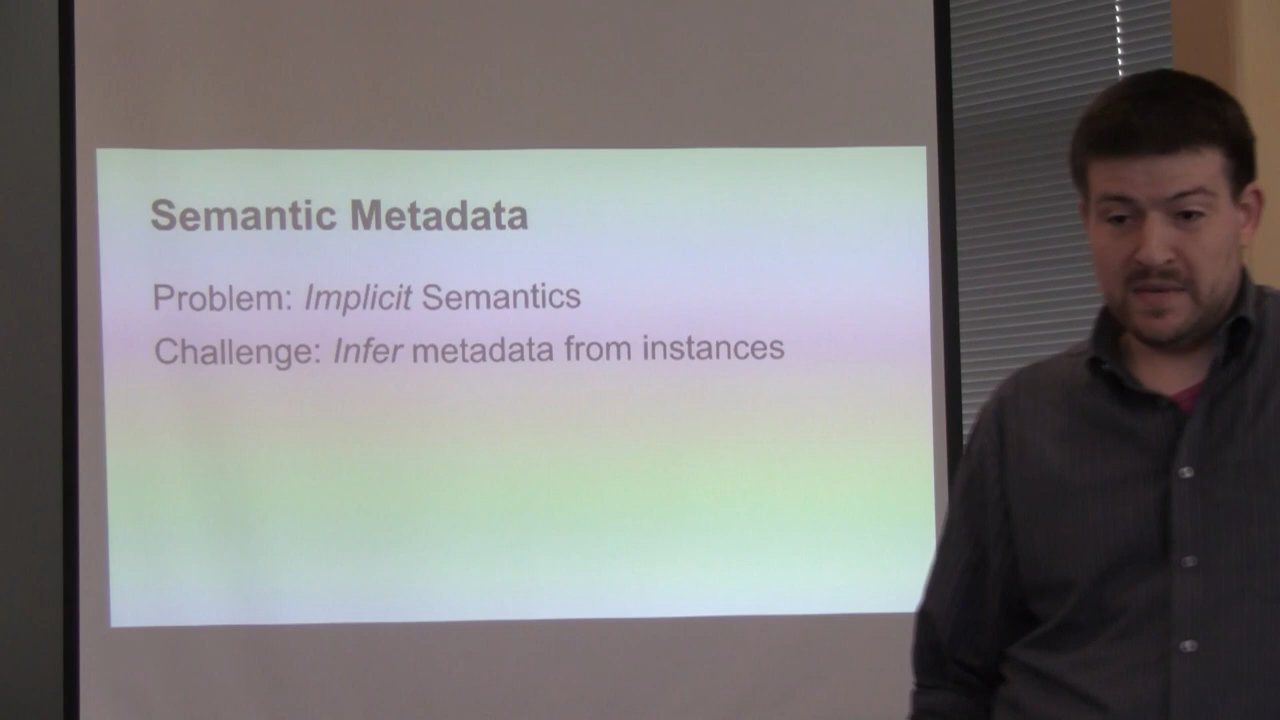 Semantic Metadata
Problem: Implicit Semantics
Challenge: Infer metadata from instances